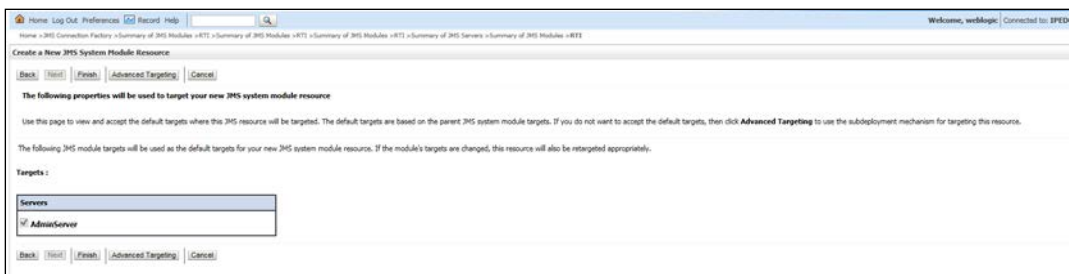 Home Log Out Preferences Record Help
Welcome, weblogic Connected to: IPED
Home >JMS Connection Factory >Summary of JMS Modules >RTI >Summary of JMS Modules >RTI >Summary of JMS Modules >RTI >Summary of JMS Servers >Summary of JMS Modules >RTI
Create a New JMS System Module Resource
Back Next Finish Advanced Targeting Cancel
The following properties will be used to target your new JMS system module resource
Use this page to view and accept the default targets where this JMS resource will be targeted. The default targets are based on the parent JMS system module targets. If you do not want to accept the default targets, then click Advanced Targeting to use the subdeployment mechanism for targeting this resource.
The following JMS module targets will be used as the default targets for your new JMS system module resource. If the module's targets are changed, this resource will also be retargeted appropriately.
Targets :
Servers
AdminServer
Back Next Finish Advanced Targeting Cancel